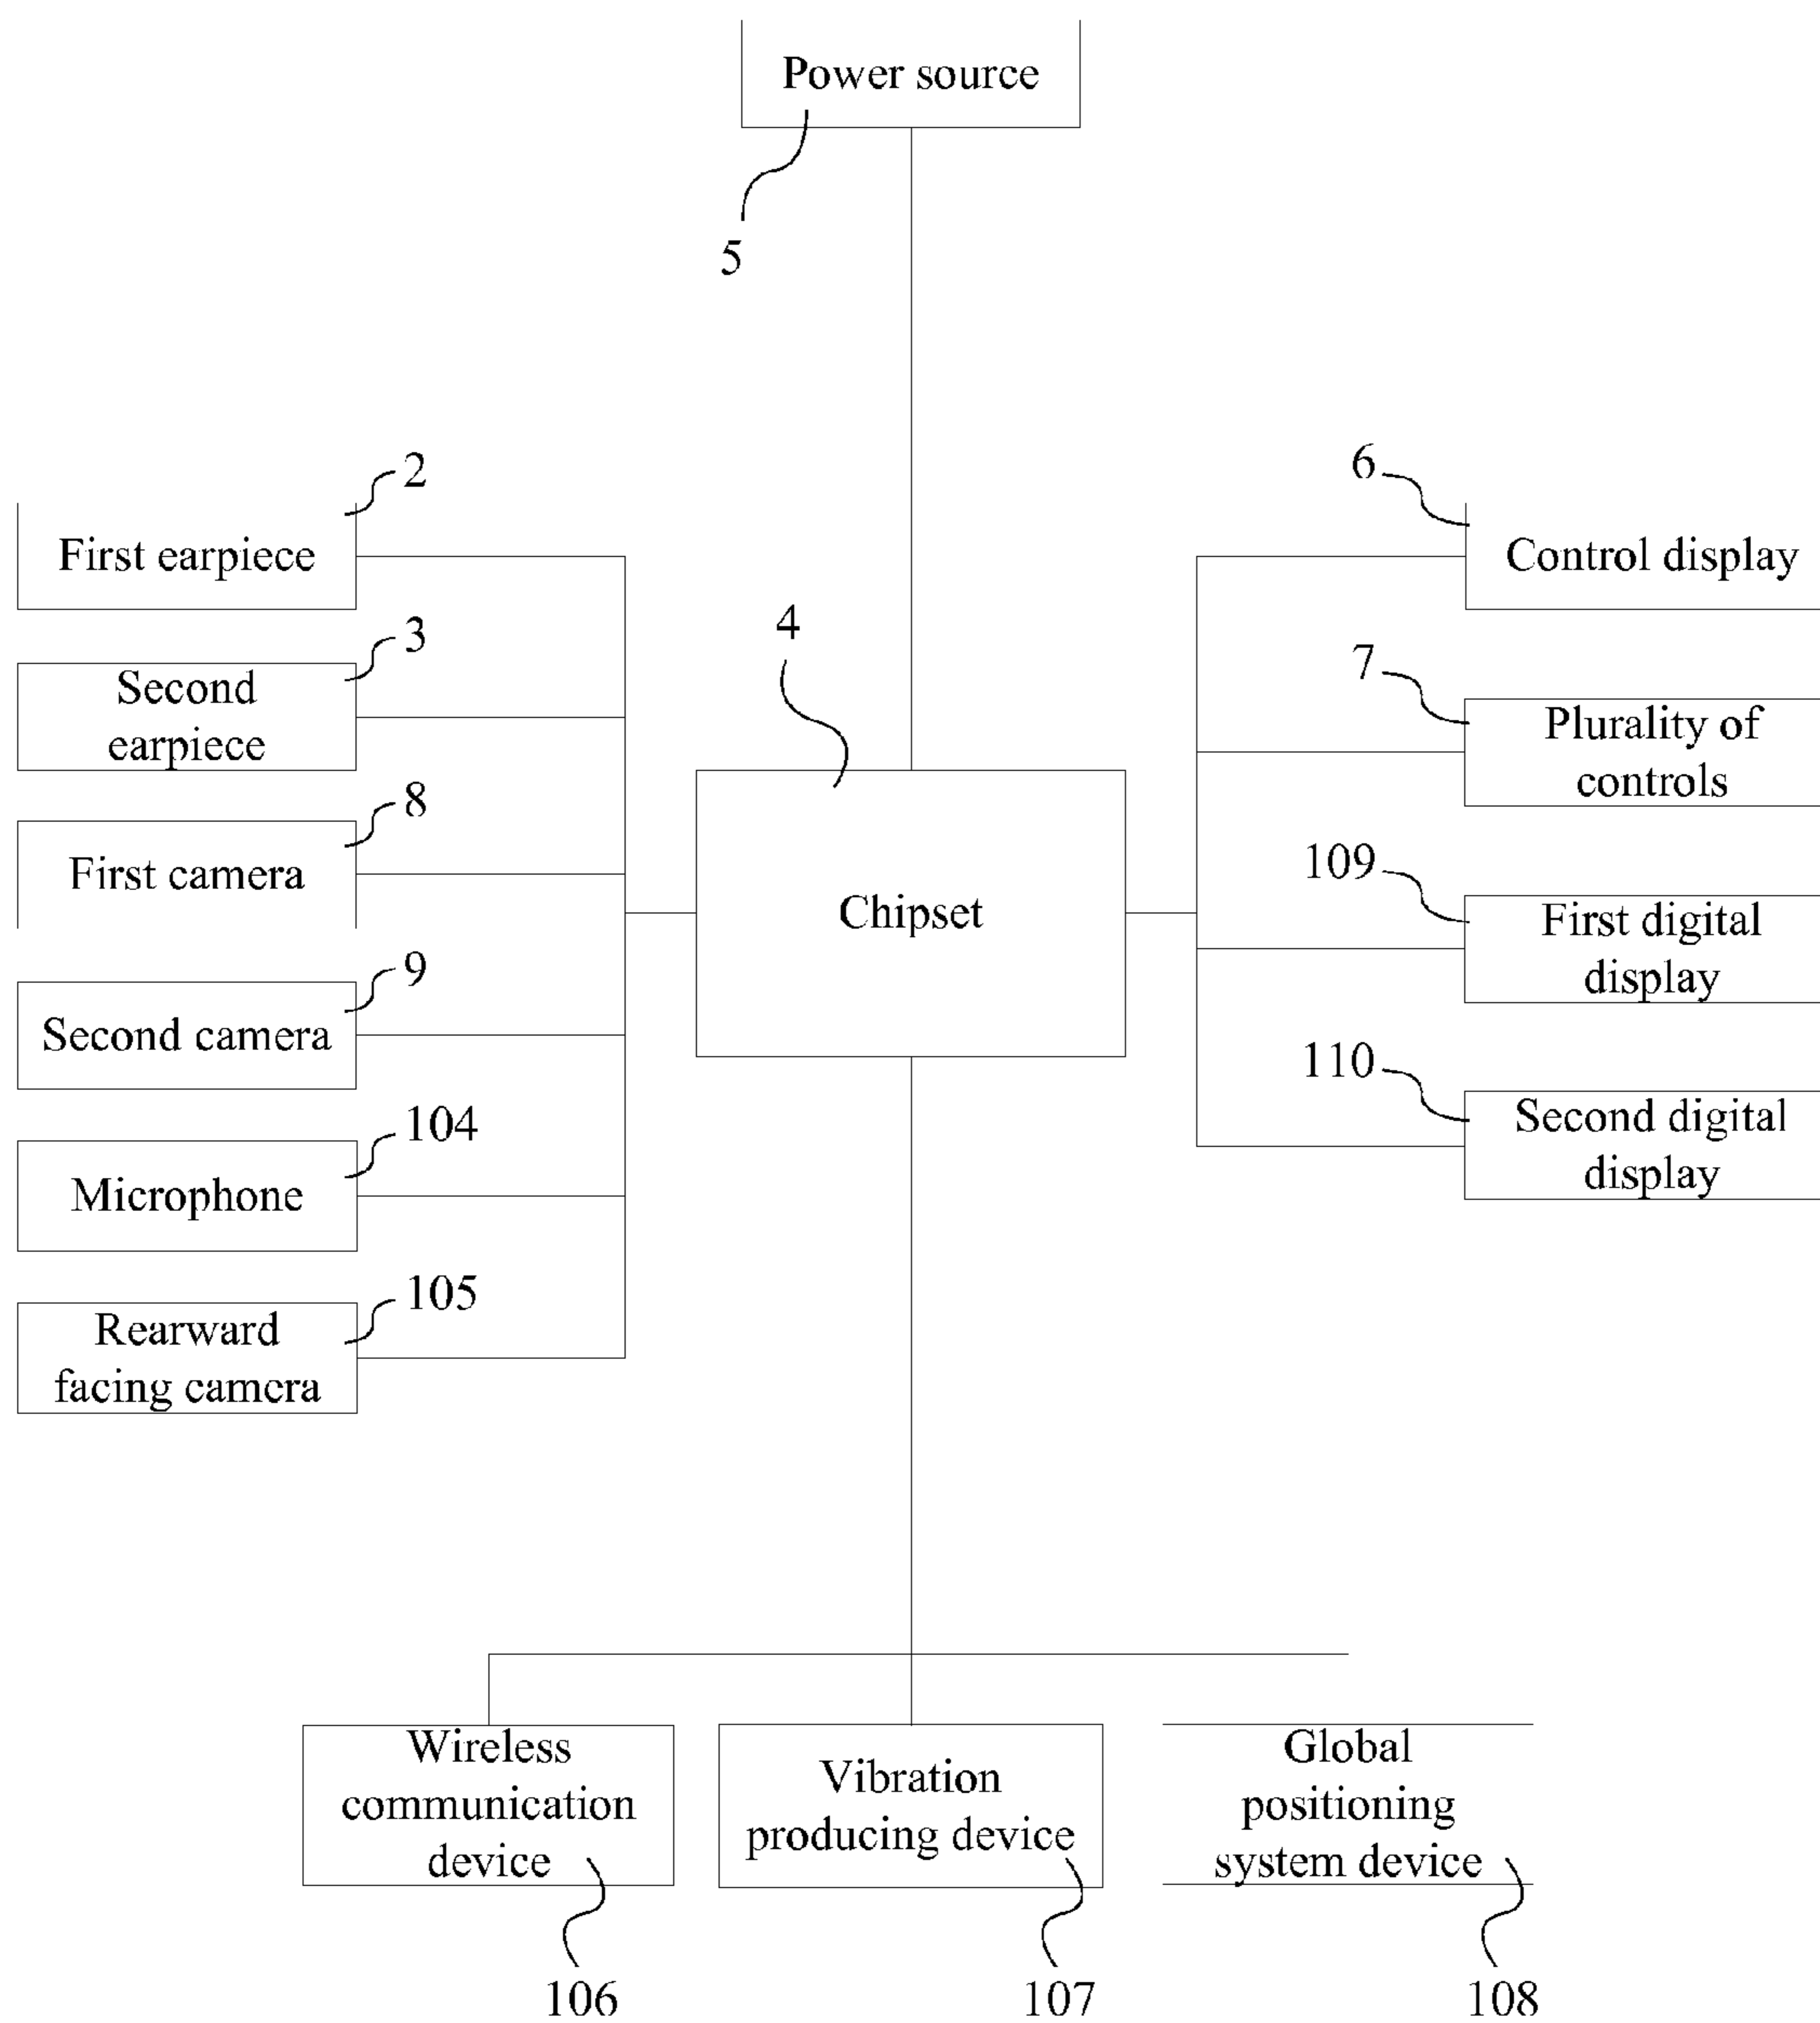 Power source
5
2
First earpiece
3
Second
earpiece
8
First camera
9
Second camera
104
Microphone
105
Rearward
facing camera
4
Chipset
6
Control display
7
Plurality of
controls
109
First digital
display
110
Second digital
display
Wireless
communication
device
106
Vibration
producing device
107
Global
positioning
system device
108